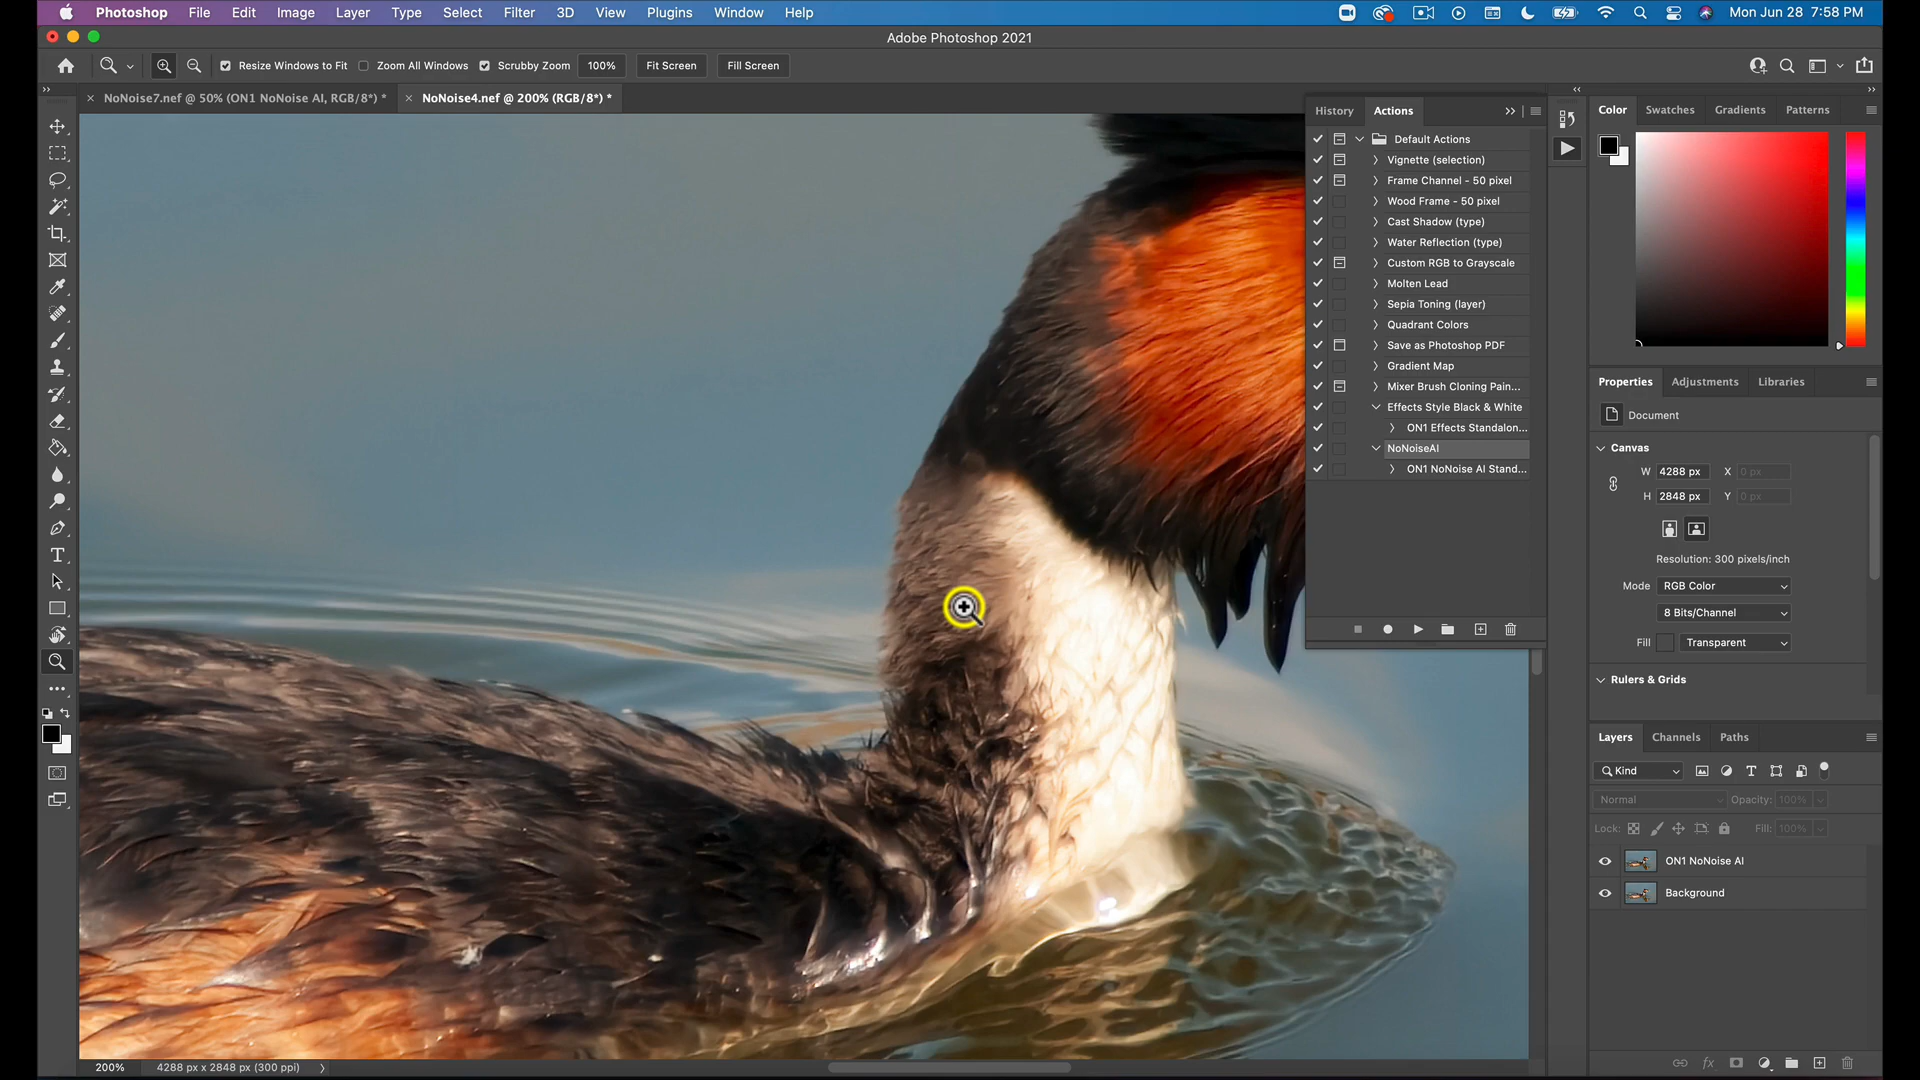 Photoshop File Edit Image Layer Type Select Filter 3D View Plugins Window Help Mon Jun 28 7:58 PM
Adobe Photoshop 2021
Resize Windows to Fit Zoom All Windows Scrubby Zoom 100% Fit Screen Fill Screen
NoNoise7.nef @ 50% (ON1 NoNoise AI, RGB/8*) * NoNoise4.nef @ 200% (RGB/8*) *
History Actions
Default Actions
Vignette (selection)
Frame Channel - 50 pixel
Wood Frame - 50 pixel
Cast Shadow (type)
Water Reflection (type)
Custom RGB to Grayscale
Molten Lead
Sepia Toning (layer)
Quadrant Colors
Save as Photoshop PDF
Gradient Map
Mixer Brush Cloning Pain...
Effects Style Black & White
ON1 Effects Standalon...
NoNoiseAI
ON1 NoNoise AI Stand...
Color Swatches Gradients Patterns
Properties Adjustments Libraries
Document
Canvas
W 4288 px X 0 px
H 2848 px Y 0 px
Resolution: 300 pixels/inch
Mode RGB Color
8 Bits/Channel
Fill Transparent
Rulers & Grids
Layers Channels Paths
Kind
Normal Opacity: 100%
Lock: Fill: 100%
ON1 NoNoise AI
Background
200% 4288 px x 2848 px (300 ppi)